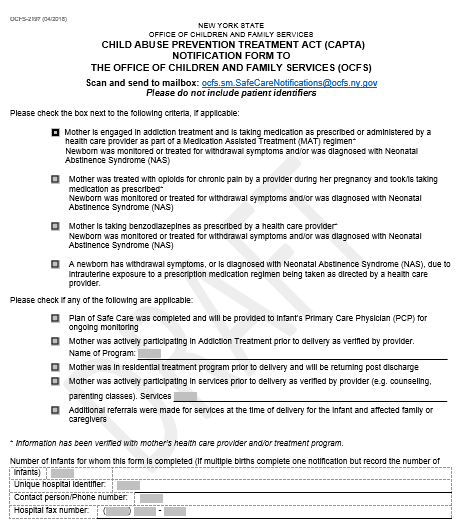 OCFS-2197 (04/2018)
NEW YORK STATE
OFFICE OF CHILDREN AND FAMILY SERVICES
CHILD ABUSE PREVENTION TREATMENT ACT (CAPTA)
NOTIFICATION FORM TO
THE OFFICE OF CHILDREN AND FAMILY SERVICES (OCFS)
Scan and send to mailbox: ocfs.sm.SafeCareNotifications@ocfs.ny.gov
Please do not include patient identifiers
Please check the box next to the following criteria, if applicable:
Mother is engaged in addiction treatment and is taking medication as prescribed or administered by a
health care provider as part of a Medication Assisted Treatment (MAT) regimen*
Newborn was monitored or treated for withdrawal symptoms and/or was diagnosed with Neonatal
Abstinence Syndrome (NAS)
Mother was treated with opioids for chronic pain by a provider during her pregnancy and took/is taking
medication as prescribed*
Newborn was monitored or treated for withdrawal symptoms and/or was diagnosed with Neonatal
Abstinence Syndrome (NAS)
Mother is taking benzodiazepines as prescribed by a health care provider*
Newborn was monitored or treated for withdrawal symptoms and/or was diagnosed with Neonatal
Abstinence Syndrome (NAS)
A newborn has withdrawal symptoms, or is diagnosed with Neonatal Abstinence Syndrome (NAS), due to
intrauterine exposure to a prescription medication regimen being taken as directed by a health care
provider.
Please check if any of the following are applicable:
Plan of Safe Care was completed and will be provided to Infant's Primary Care Physician (PCP) for
ongoing monitoring
Mother was actively participating in Addiction Treatment prior to delivery as verified by provider.
Name of Program:
Mother was in residential treatment program prior to delivery and will be returning post discharge
Mother was actively participating in services prior to delivery as verified by provider (e.g. counseling,
parenting classes). Services
Additional referrals were made for services at the time of delivery for the infant and affected family or
caregivers
* Information has been verified with mother's health care provider and/or treatment program.
Number of infants for whom this form is completed (If multiple births complete one notification but record the number of
infants)
Unique hospital identifier:
Contact person/Phone number:
Hospital fax number: ( ) -
DRAFT